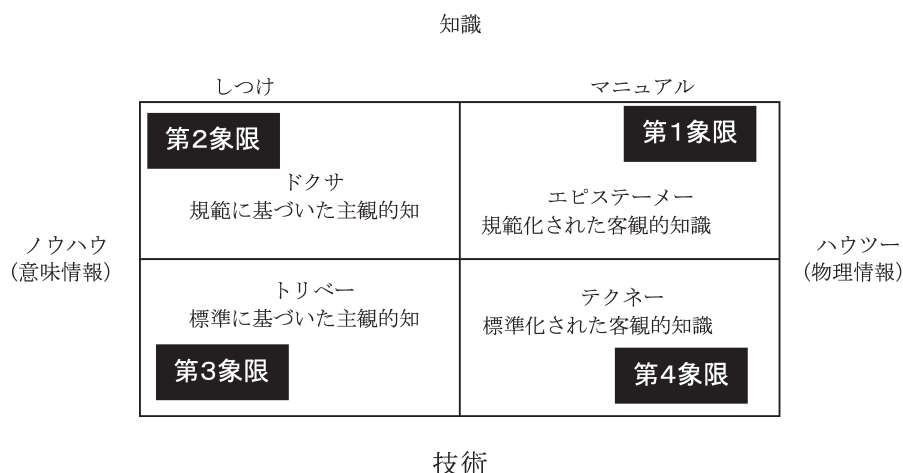 知識
しつけ
マニュアル
第2象限
第1象限
ドクサ
規範に基づいた主観的知
エピステーメー
規範化された客観的知識
ノウハウ
(意味情報)
ハウツー
(物理情報)
トリベー
標準に基づいた主観的知
テクネー
標準化された客観的知識
第3象限
第4象限
技術